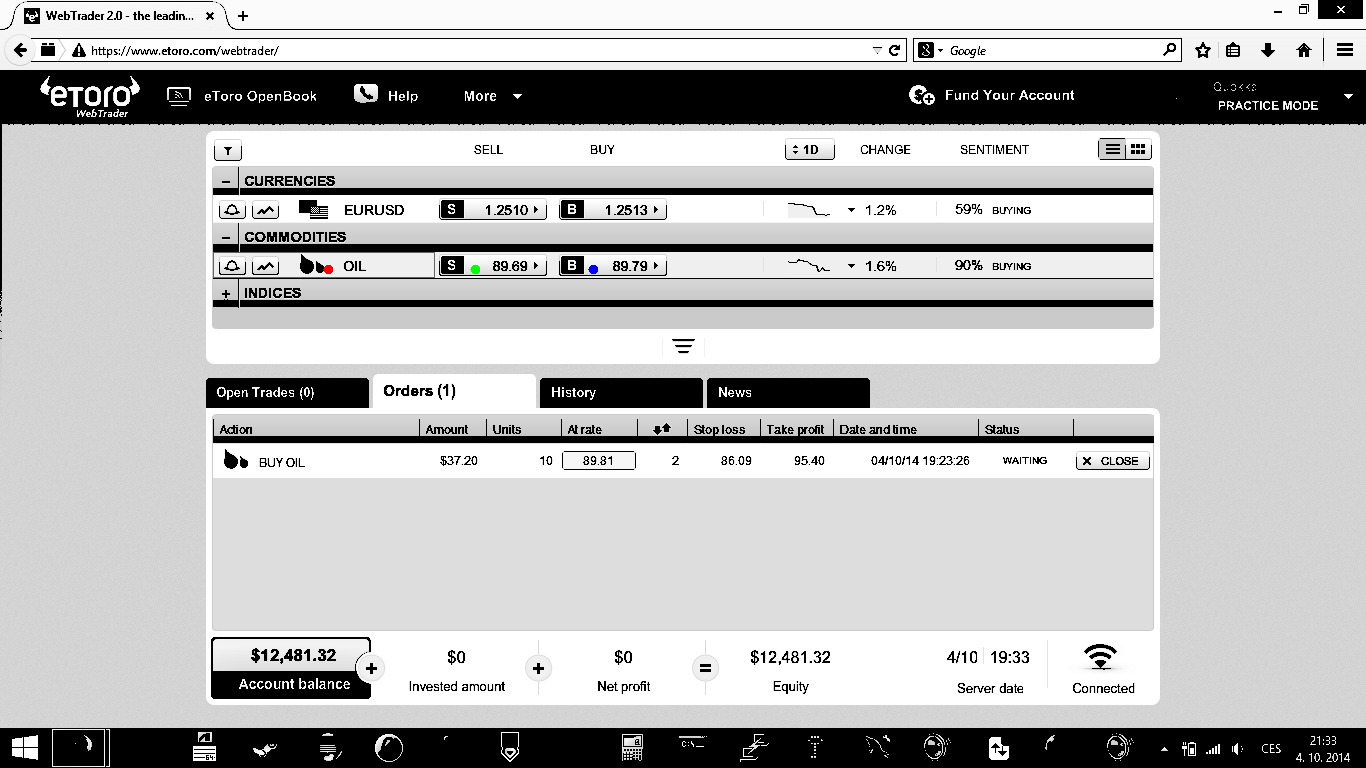 WebTrader 2.0 - the leadin...
https://www.etoro.com/webtrader/
Google
eToro
WebTrader
eToro OpenBook
Help
More
Fund Your Account
PRACTICE MODE
SELL BUY 1D CHANGE SENTIMENT
CURRENCIES
EURUSD S 1.2510 B 1.2513 1.2% 59% BUYING
COMMODITIES
OIL S 89.69 B 89.79 1.6% 90% BUYING
INDICES
Open Trades (0) Orders (1) History News
Action Amount Units At rate Stop loss Take profit Date and time Status
BUY OIL $37.20 10 89.81 2 86.09 95.40 04/10/14 19:23:26 WAITING CLOSE
$12,481.32 $0 $0 $12,481.32 4/10 19:33
Account balance Invested amount Net profit Equity Server date Connected
CES 21:33
4. 10. 2014